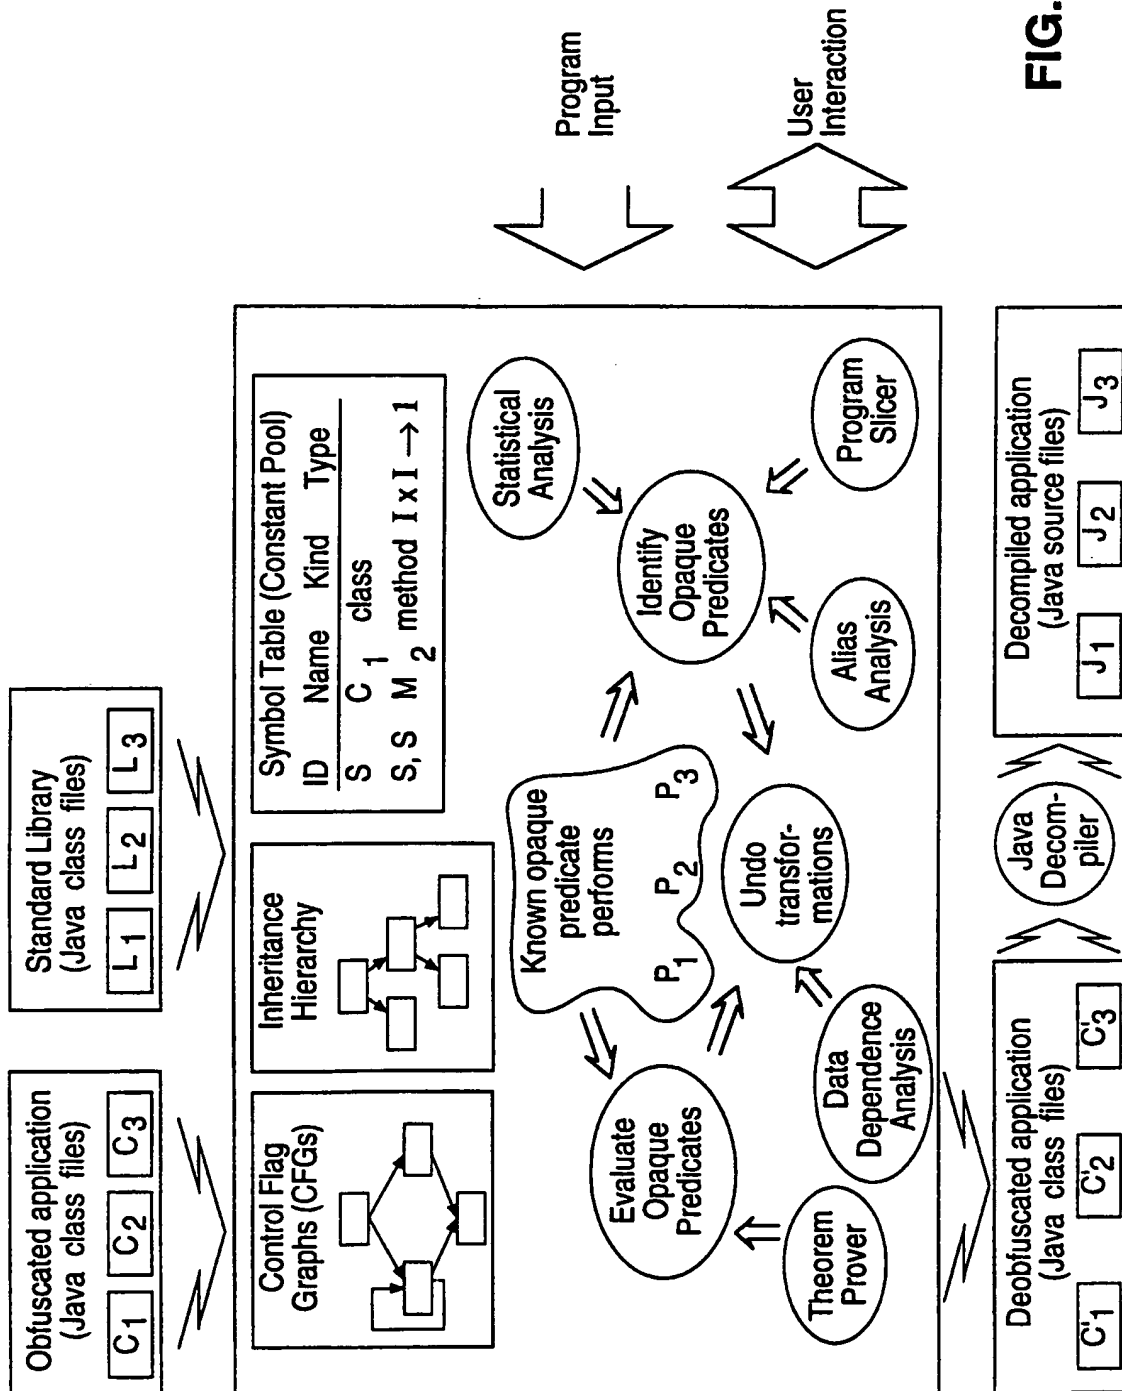 Obfuscated application
(Java class files)
C1 C2 C3
Standard Library
(Java class files)
L1 L2 L3
Control Flag
Graphs (CFGs)
Inheritance
Hierarchy
Symbol Table (Constant Pool)
ID Name Kind Type
S C1 class
S, S M2 method I x I → 1
Program
Input
User
Interaction
Known opaque
predicate
performs
P1 P2 P3
Statistical
Analysis
Evaluate
Opaque
Predicates
Identify
Opaque
Predicates
Undo
transfor-
mations
Theorem
Prover
Data
Dependence
Analysis
Alias
Analysis
Program
Slicer
Deobfuscated application
(Java class files)
C'1 C'2 C'3
Java
Decom-
piler
Decompiled application
(Java source files)
J1 J2 J3
FIG.